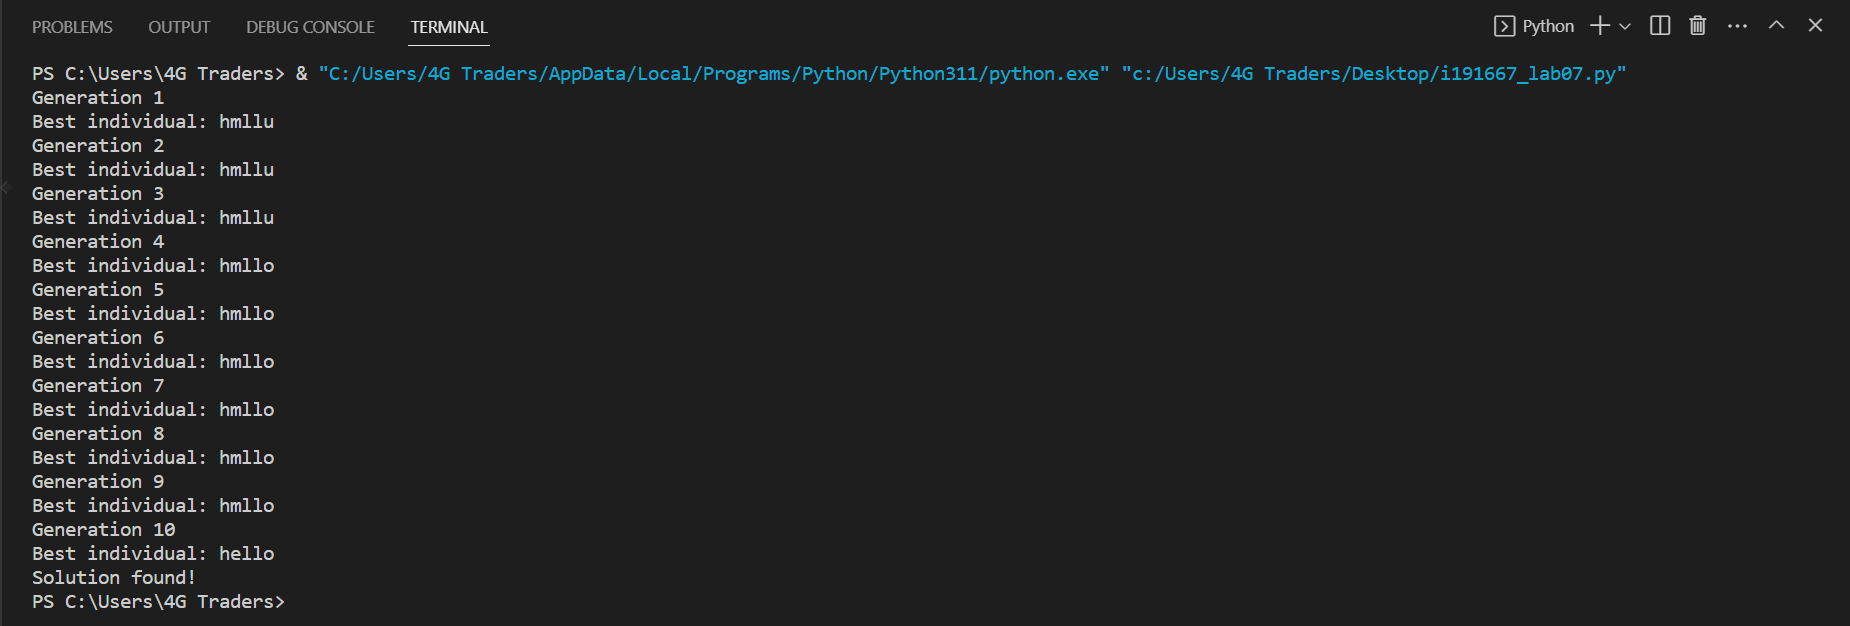 PROBLEMS OUTPUT DEBUG CONSOLE TERMINAL Python
PS C:\Users\4G Traders> & "C:/Users/4G Traders/AppData/Local/Programs/Python/Python311/python.exe" "c:/Users/4G Traders/Desktop/i191667_lab07.py"
Generation 1
Best individual: hmllu
Generation 2
Best individual: hmllu
Generation 3
Best individual: hmllu
Generation 4
Best individual: hmllo
Generation 5
Best individual: hmllo
Generation 6
Best individual: hmllo
Generation 7
Best individual: hmllo
Generation 8
Best individual: hmllo
Generation 9
Best individual: hmllo
Generation 10
Best individual: hello
Solution found!
PS C:\Users\4G Traders>